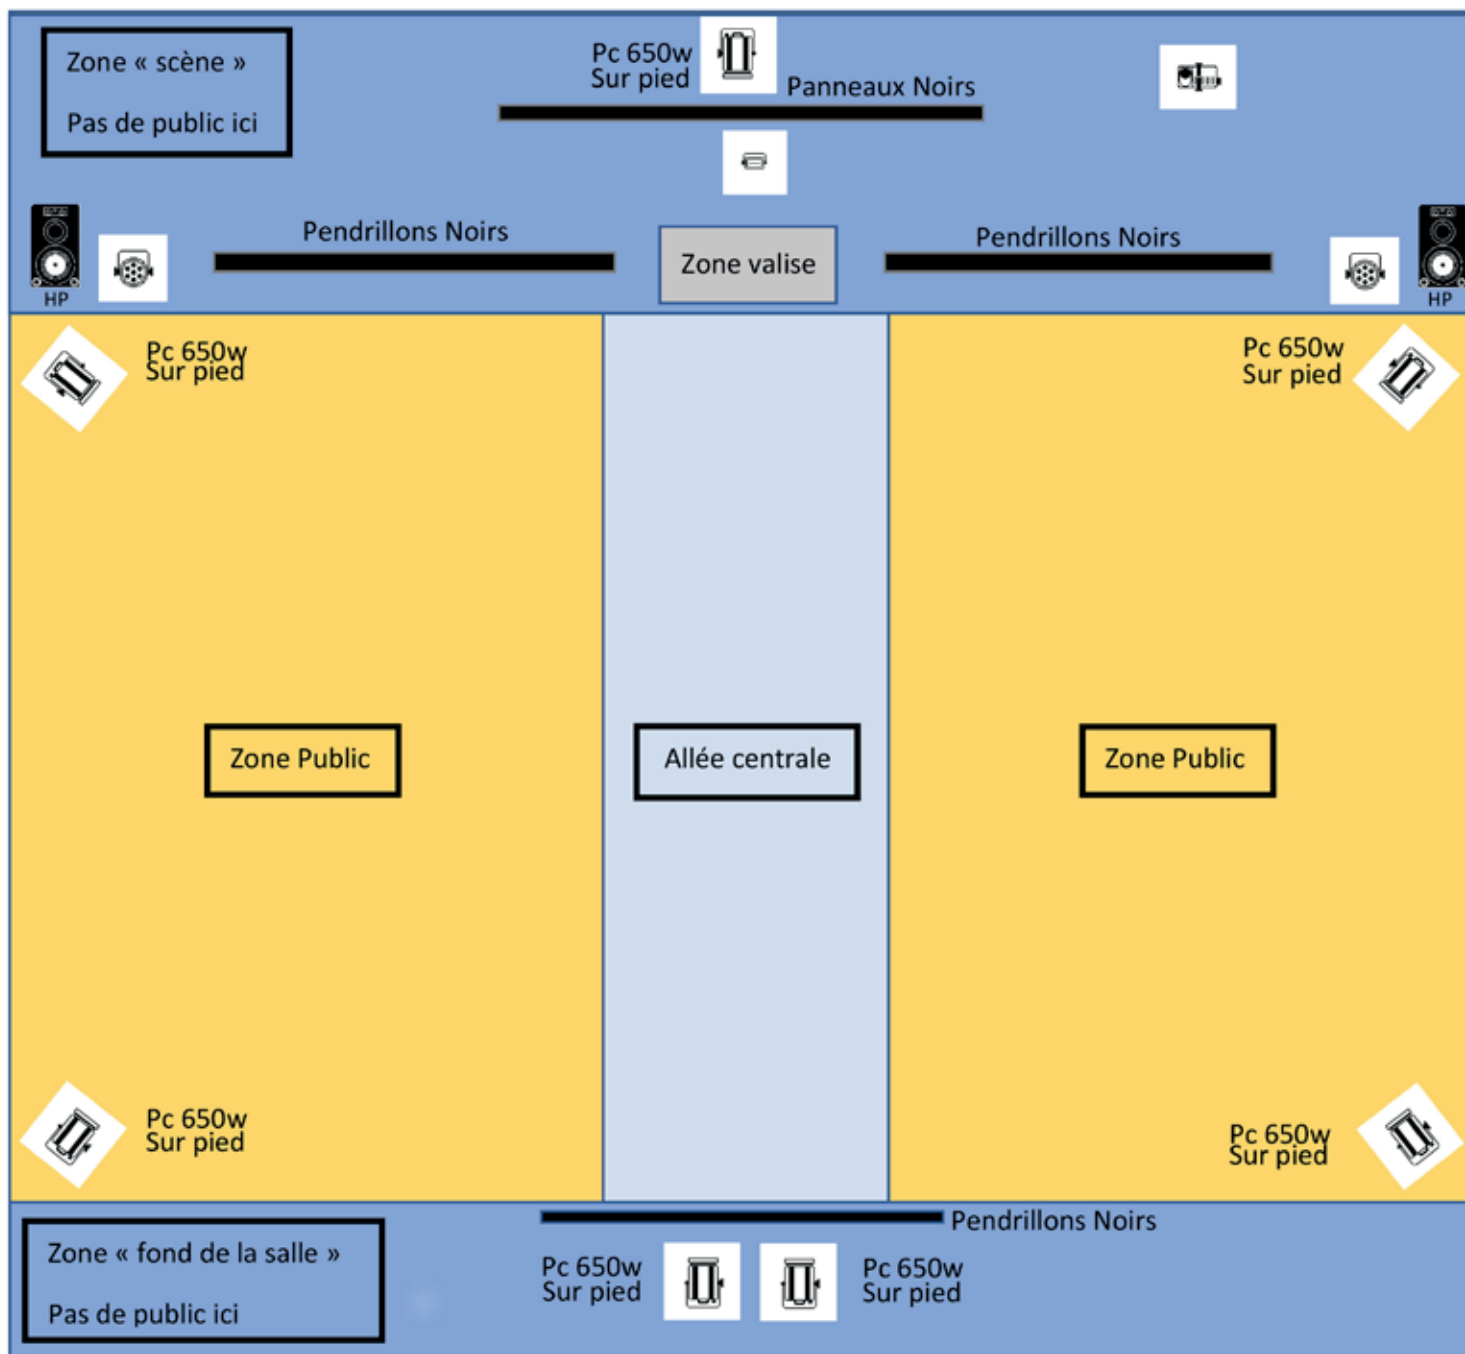 Zone « scène »
Pas de public ici
Pc 650w
Sur pied
Panneaux Noirs
Pendrillons Noirs
Zone valise
Pendrillons Noirs
HP
HP
Pc 650w
Sur pied
Pc 650w
Sur pied
Zone Public
Allée centrale
Zone Public
Pc 650w
Sur pied
Pc 650w
Sur pied
Pendrillons Noirs
Zone « fond de la salle »
Pas de public ici
Pc 650w
Sur pied
Pc 650w
Sur pied